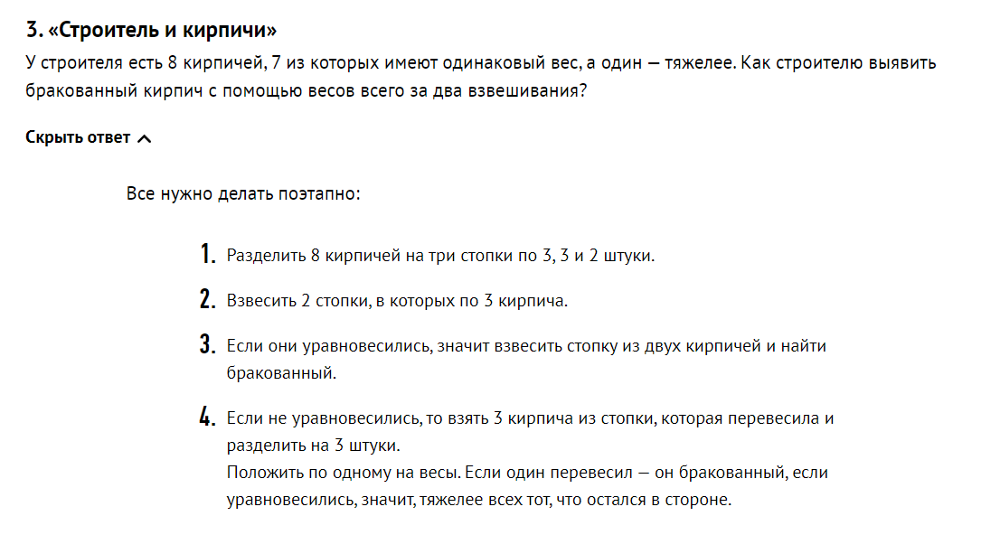 3. «Строитель и кирпичи»
У строителя есть 8 кирпичей, 7 из которых имеют одинаковый вес, а один — тяжелее. Как строителю выявить
бракованный кирпич с помощью весов всего за два взвешивания?
Скрыть ответ
Все нужно делать поэтапно:
1. Разделить 8 кирпичей на три стопки по 3, 3 и 2 штуки.
2. Взвесить 2 стопки, в которых по 3 кирпича.
3. Если они уравновесились, значит взвесить стопку из двух кирпичей и найти
бракованный.
4. Если не уравновесились, то взять 3 кирпича из стопки, которая перевесила и
разделить на 3 штуки.
Положить по одному на весы. Если один перевесил — он бракованный, если
уравновесились, значит, тяжелее всех тот, что остался в стороне.